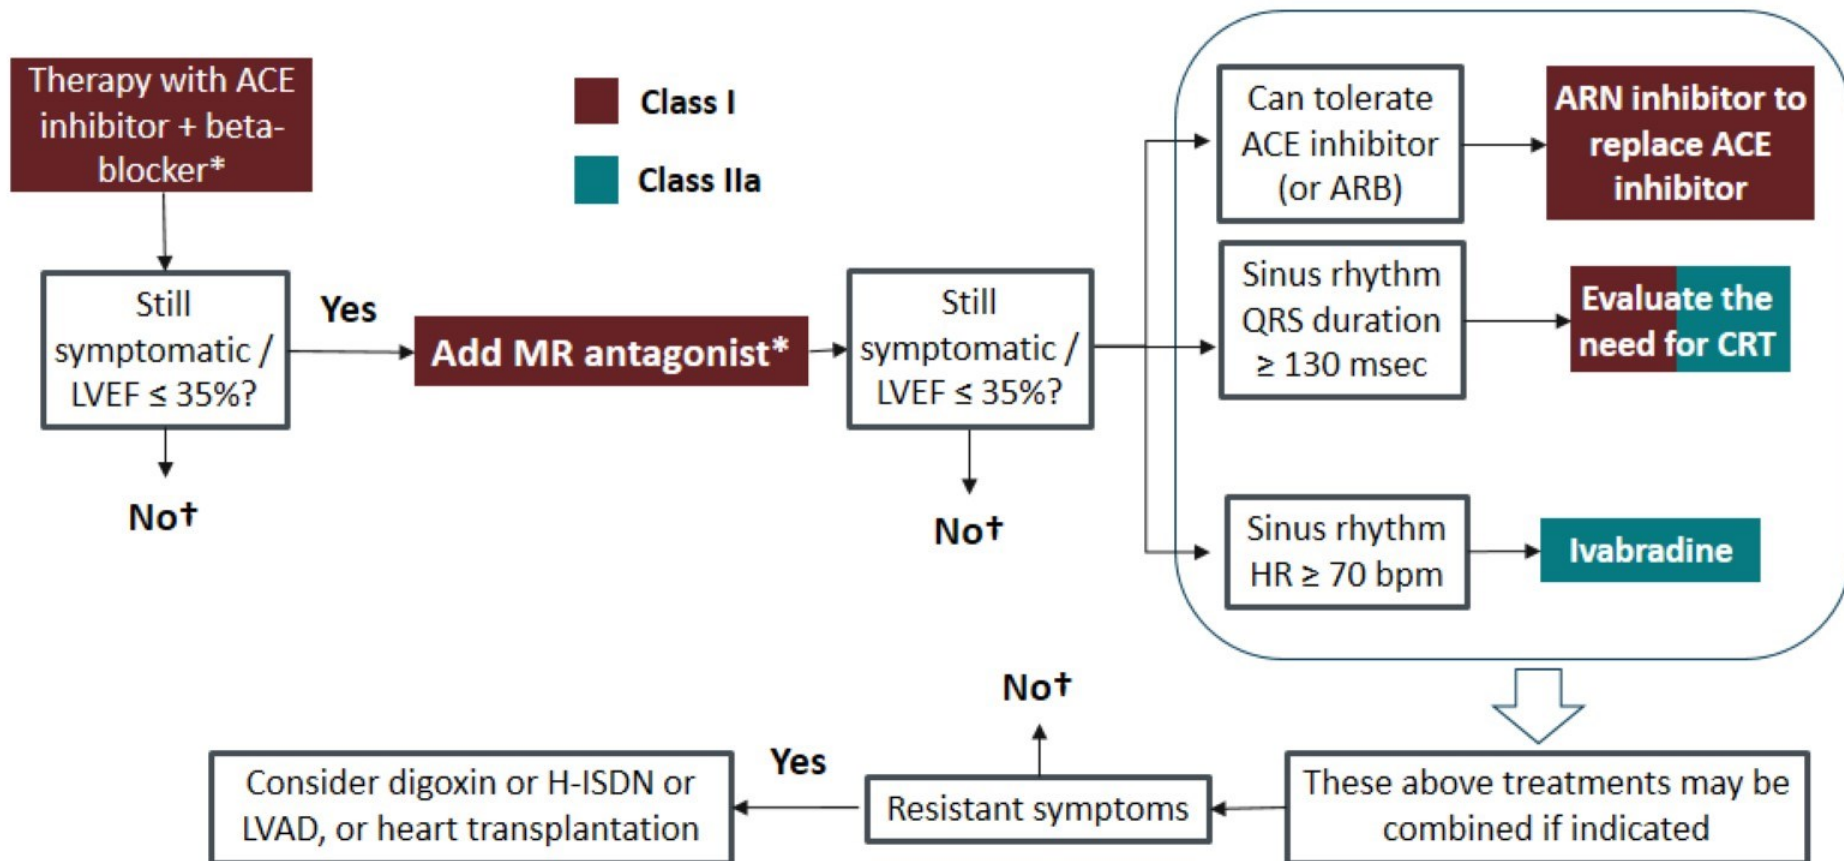 Therapy with ACE
inhibitor + beta-
blocker*
Class I
Class IIa
Still
symptomatic /
LVEF ≤ 35%?
Yes
No†
Add MR antagonist*
Still
symptomatic /
LVEF ≤ 35%?
No†
Can tolerate
ACE inhibitor
(or ARB)
ARN inhibitor to
replace ACE
inhibitor
Sinus rhythm
QRS duration
≥ 130 msec
Evaluate the
need for CRT
Sinus rhythm
HR ≥ 70 bpm
Ivabradine
These above treatments may be
combined if indicated
Resistant symptoms
No†
Yes
Consider digoxin or H-ISDN or
LVAD, or heart transplantation